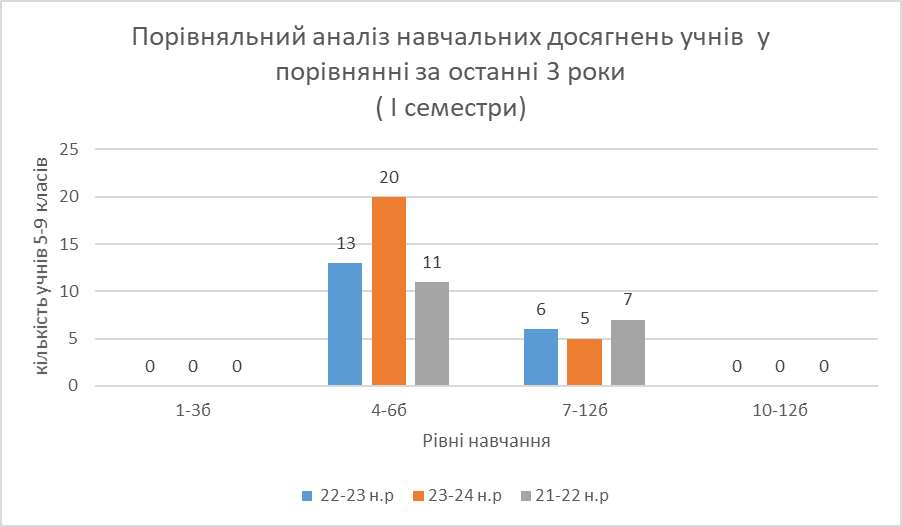 Порівняльний аналіз навчальних досягнень учнів  у
порівнянні за останні 3 роки
( І семестри)
кількість учнів 5-9 класів
25
20
15
10
5
0
0 0 0
13 20 11
6 5 7
0 0 0
1-3б 4-6б 7-12б 10-12б
Рівні навчання
22-23 н.р 23-24 н.р 21-22 н.р